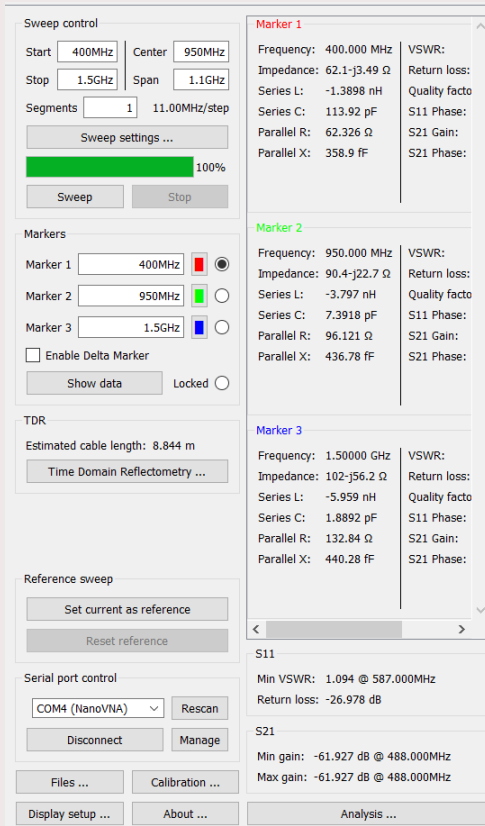 Sweep control
Start 400MHz Center 950MHz
Stop 1.5GHz Span 1.1GHz
Segments 1 11.00MHz/step
Sweep settings ...
100%
Sweep Stop
Markers
Marker 1 400MHz
Marker 2 950MHz
Marker 3 1.5GHz
Enable Delta Marker
Show data Locked
TDR
Estimated cable length: 8.844 m
Time Domain Reflectometry ...
Reference sweep
Set current as reference
Reset reference
Serial port control
COM4 (NanoVNA) Rescan
Disconnect Manage
Files ... Calibration ...
Display setup ... About ...
Marker 1
Frequency: 400.000 MHz VSWR:
Impedance: 62.1-j3.49 Ω Return loss:
Series L: -1.3898 nH Quality facto
Series C: 113.92 pF S11 Phase:
Parallel R: 62.326 Ω S21 Gain:
Parallel X: 358.9 fF S21 Phase:
Marker 2
Frequency: 950.000 MHz VSWR:
Impedance: 90.4-j22.7 Ω Return loss:
Series L: -3.797 nH Quality facto
Series C: 7.3918 pF S11 Phase:
Parallel R: 96.121 Ω S21 Gain:
Parallel X: 436.78 fF S21 Phase:
Marker 3
Frequency: 1.50000 GHz VSWR:
Impedance: 102-j56.2 Ω Return loss:
Series L: -5.959 nH Quality facto
Series C: 1.8892 pF S11 Phase:
Parallel R: 132.84 Ω S21 Gain:
Parallel X: 440.28 fF S21 Phase:
S11
Min VSWR: 1.094 @ 587.000MHz
Return loss: -26.978 dB
S21
Min gain: -61.927 dB @ 488.000MHz
Max gain: -61.927 dB @ 488.000MHz
Analysis ...